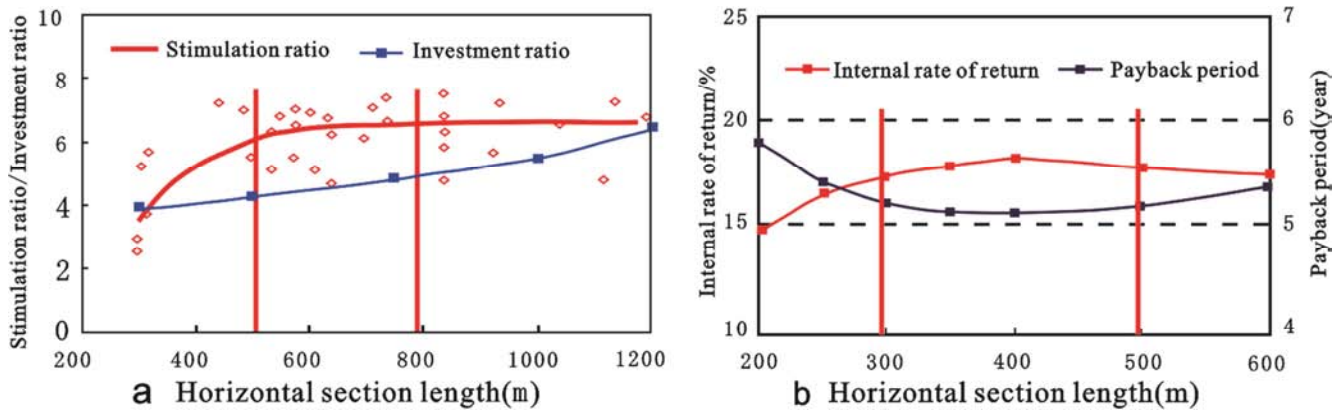 10
8
6
4
2
0
Stimulation ratio/Investment ratio
Stimulation ratio
Investment ratio
200 400 600 800 1000 1200
a Horizontal section length(m)
20
15
10
Internal rate of return/%
Internal rate of return
Payback period
7
6
5
4
Payback period(year)
200 300 400 500 600
b Horizontal section length(m)